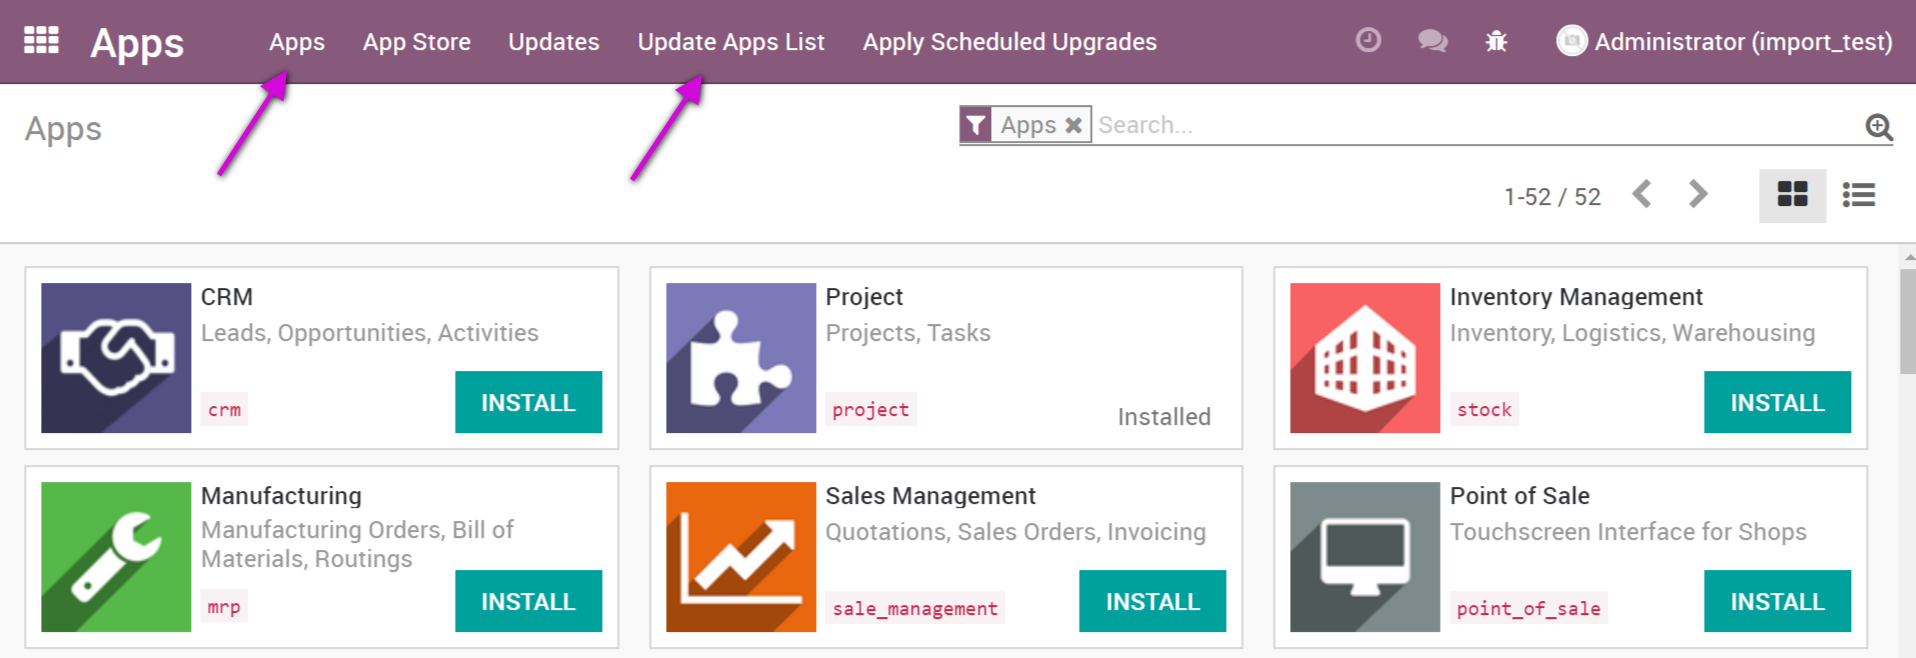 Apps Apps App Store Updates Update Apps List Apply Scheduled Upgrades Administrator (import_test)
Apps Apps Search...
1-52 / 52
CRM
Leads, Opportunities, Activities
crm INSTALL
Project
Projects, Tasks
project Installed
Inventory Management
Inventory, Logistics, Warehousing
stock INSTALL
Manufacturing
Manufacturing Orders, Bill of
Materials, Routings
mrp INSTALL
Sales Management
Quotations, Sales Orders, Invoicing
sale_management INSTALL
Point of Sale
Touchscreen Interface for Shops
point_of_sale INSTALL